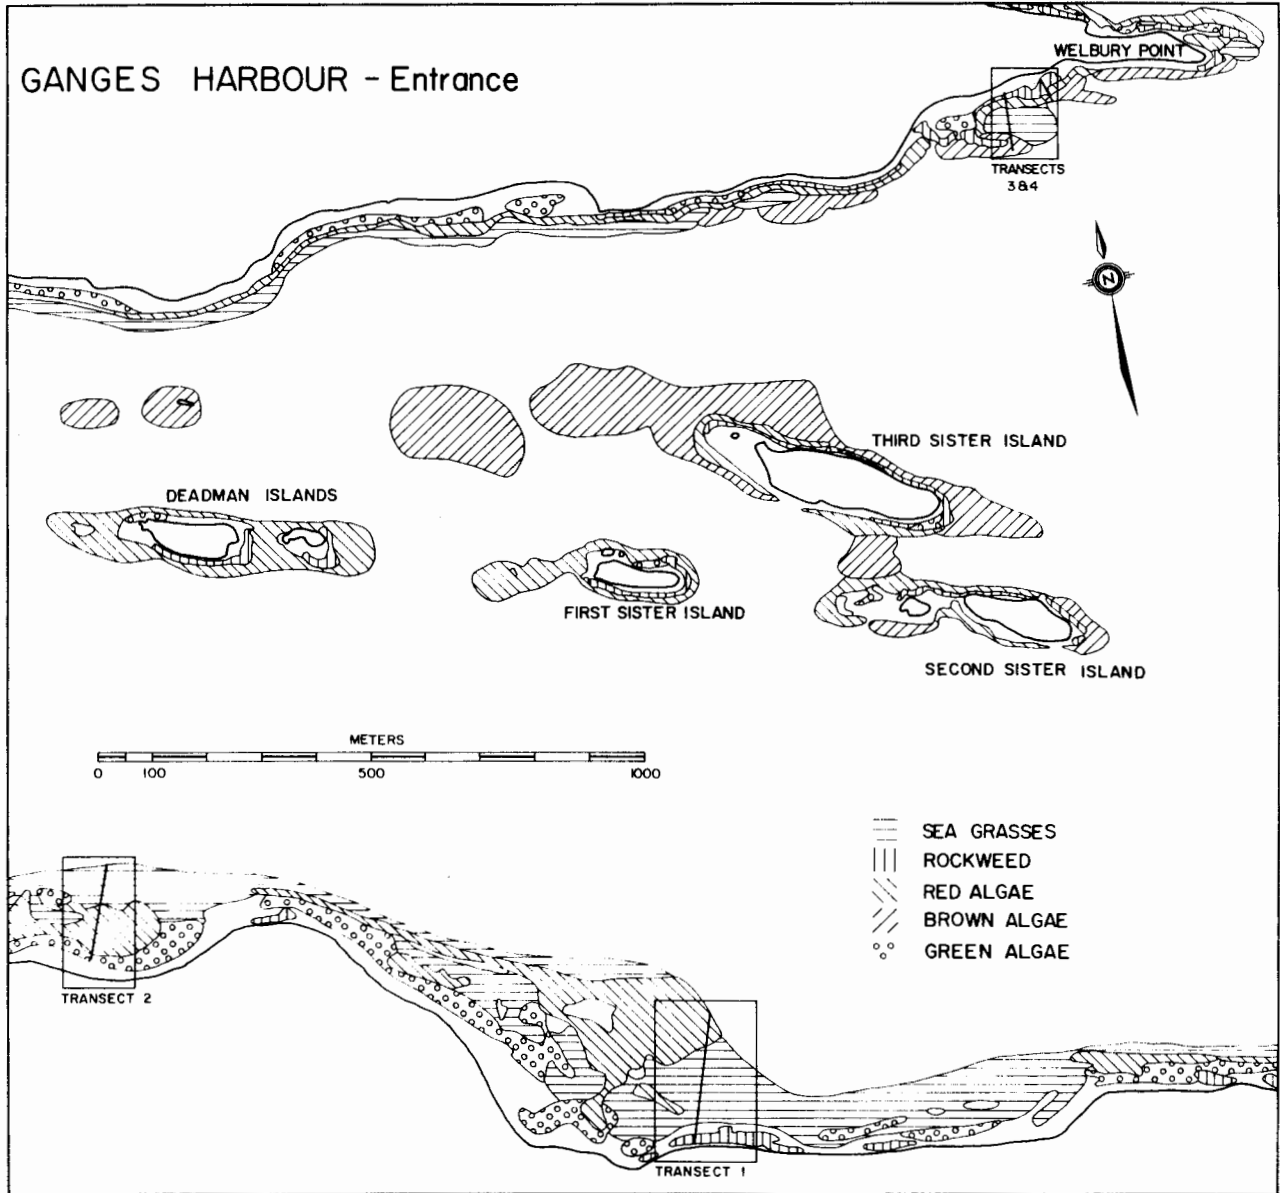 GANGES HARBOUR - Entrance
WELBURY POINT
TRANSECTS
3&4
N
THIRD SISTER ISLAND
DEADMAN ISLANDS
FIRST SISTER ISLAND
SECOND SISTER ISLAND
METERS
0 100 500 1000
SEA GRASSES
ROCKWEED
RED ALGAE
BROWN ALGAE
GREEN ALGAE
TRANSECT 2
TRANSECT 1